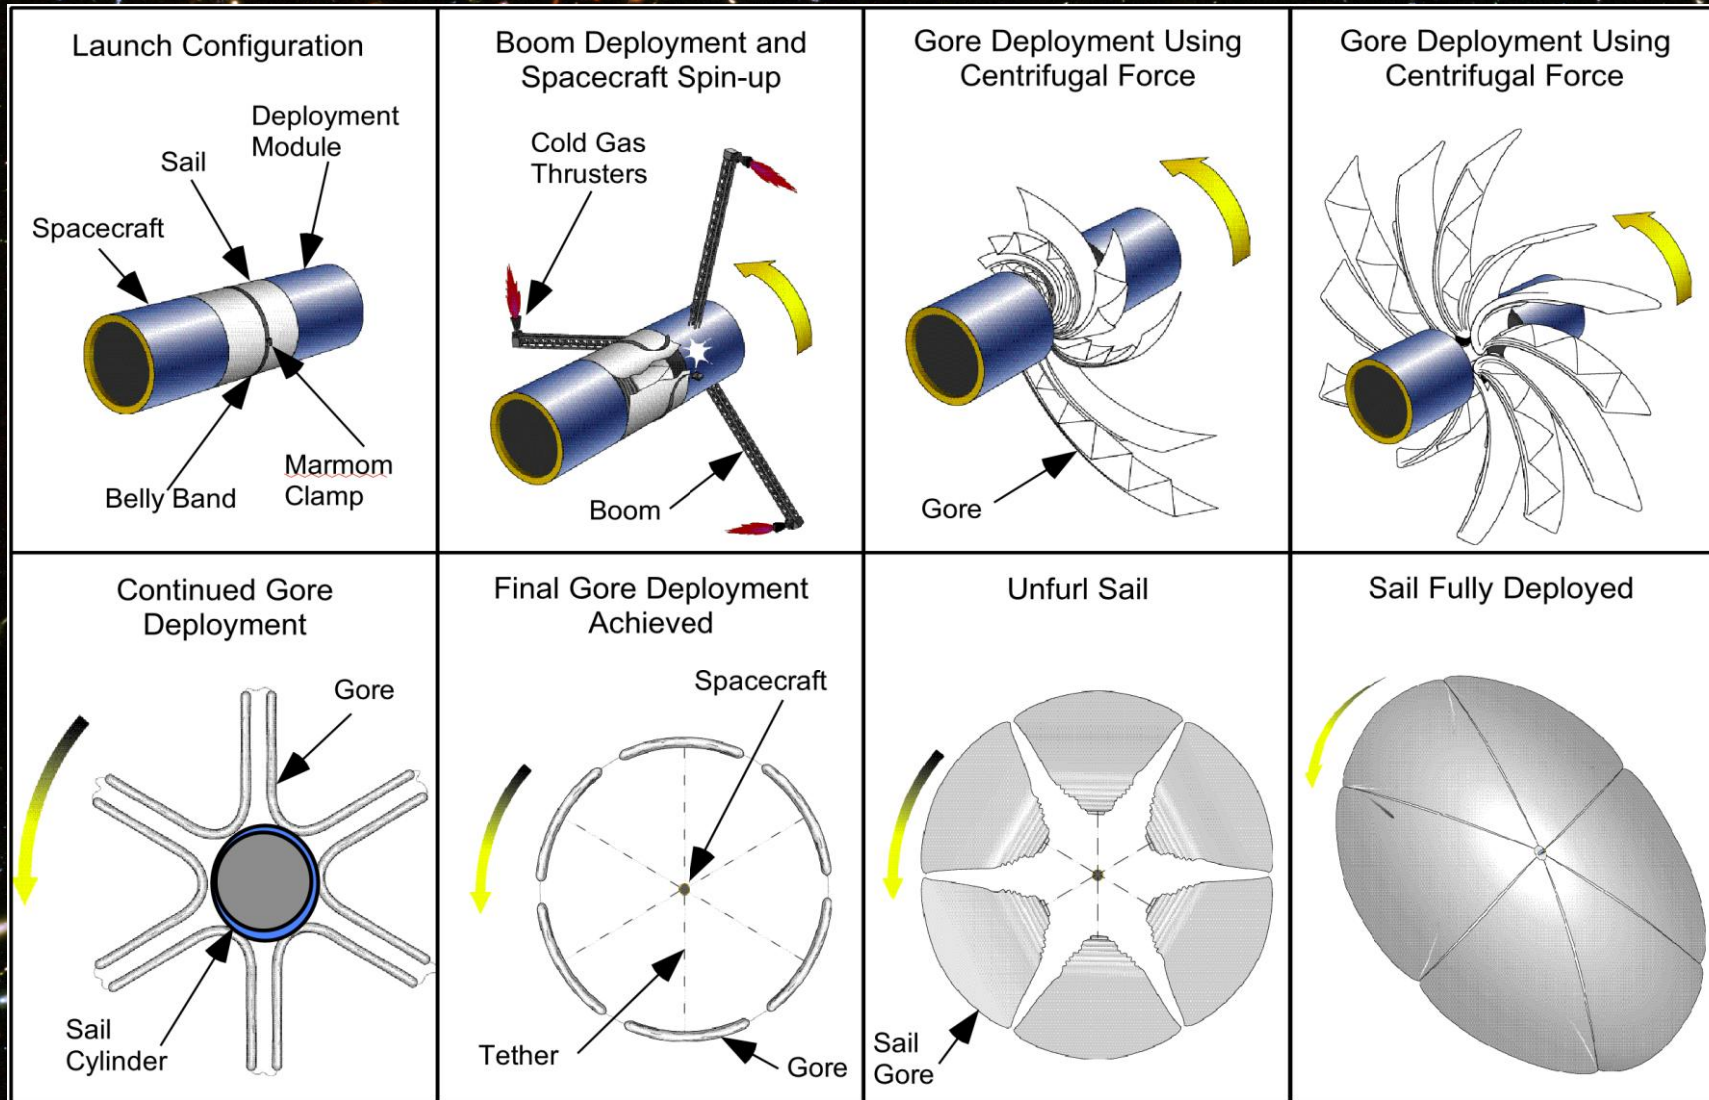 Launch Configuration
Deployment
Module
Sail
Spacecraft
Belly Band
Marmom
Clamp
Boom Deployment and
Spacecraft Spin-up
Cold Gas
Thrusters
Boom
Gore Deployment Using
Centrifugal Force
Gore
Gore Deployment Using
Centrifugal Force
Continued Gore
Deployment
Gore
Sail
Cylinder
Final Gore Deployment
Achieved
Spacecraft
Tether
Gore
Unfurl Sail
Sail
Gore
Sail Fully Deployed